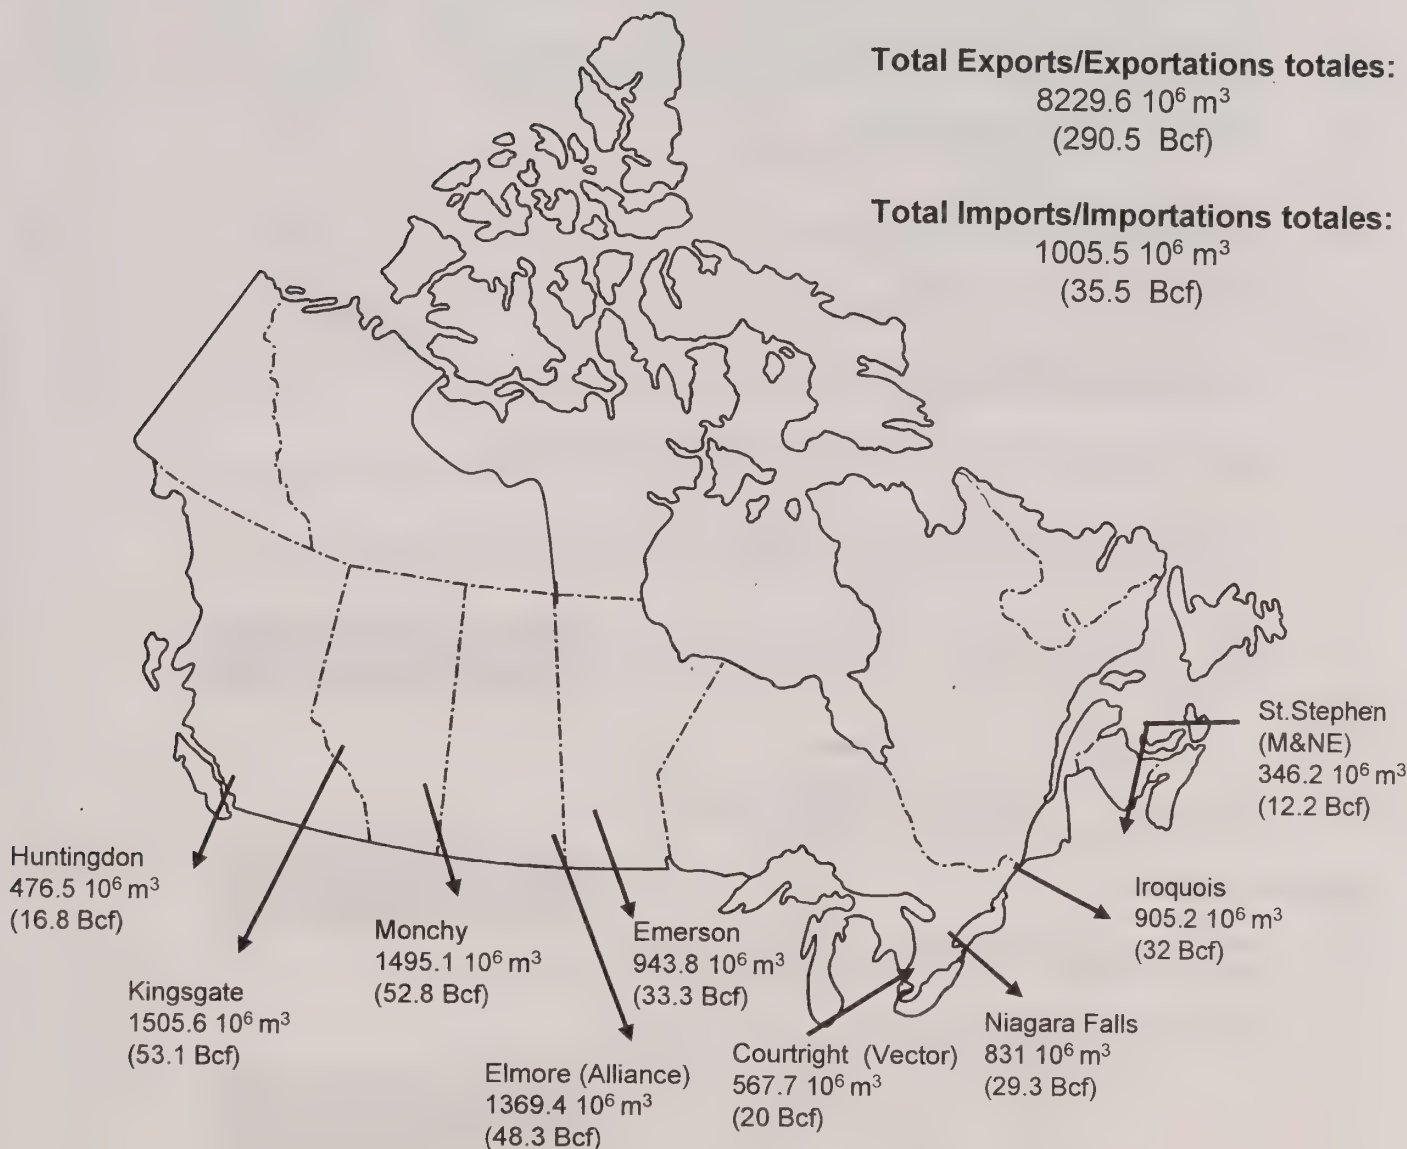 Total Exports/Exportations totales:
8229.6 10⁶ m³
(290.5 Bcf)
Total Imports/Importations totales:
1005.5 10⁶ m³
(35.5 Bcf)
St.Stephen
(M&NE)
346.2 10⁶ m³
(12.2 Bcf)
Huntingdon
476.5 10⁶ m³
(16.8 Bcf)
Kingsgate
1505.6 10⁶ m³
(53.1 Bcf)
Monchy
1495.1 10⁶ m³
(52.8 Bcf)
Elmore (Alliance)
1369.4 10⁶ m³
(48.3 Bcf)
Emerson
943.8 10⁶ m³
(33.3 Bcf)
Courtright (Vector)
567.7 10⁶ m³
(20 Bcf)
Niagara Falls
831 10⁶ m³
(29.3 Bcf)
Iroquois
905.2 10⁶ m³
(32 Bcf)